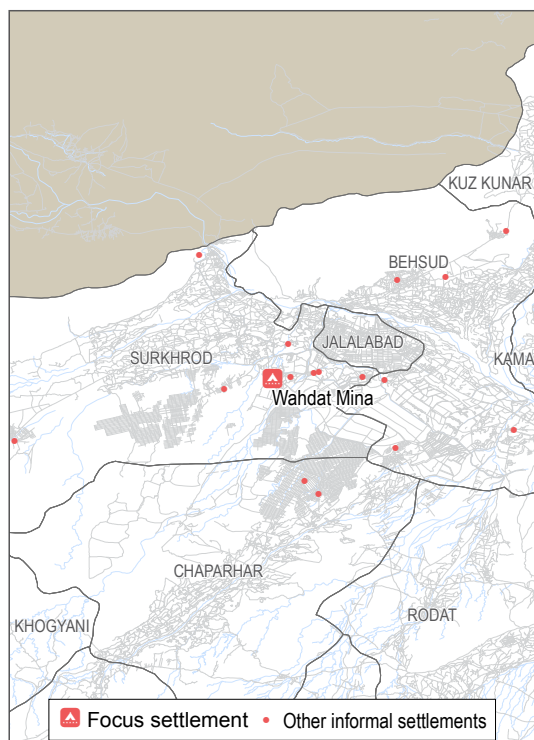 KUZ KUNAR
BEHSUD
JALALABAD
SURKHROD
KAMA
Wahdat Mina
CHAPARHAR
RODAT
KHOGYANI
Focus settlement
Other informal settlements